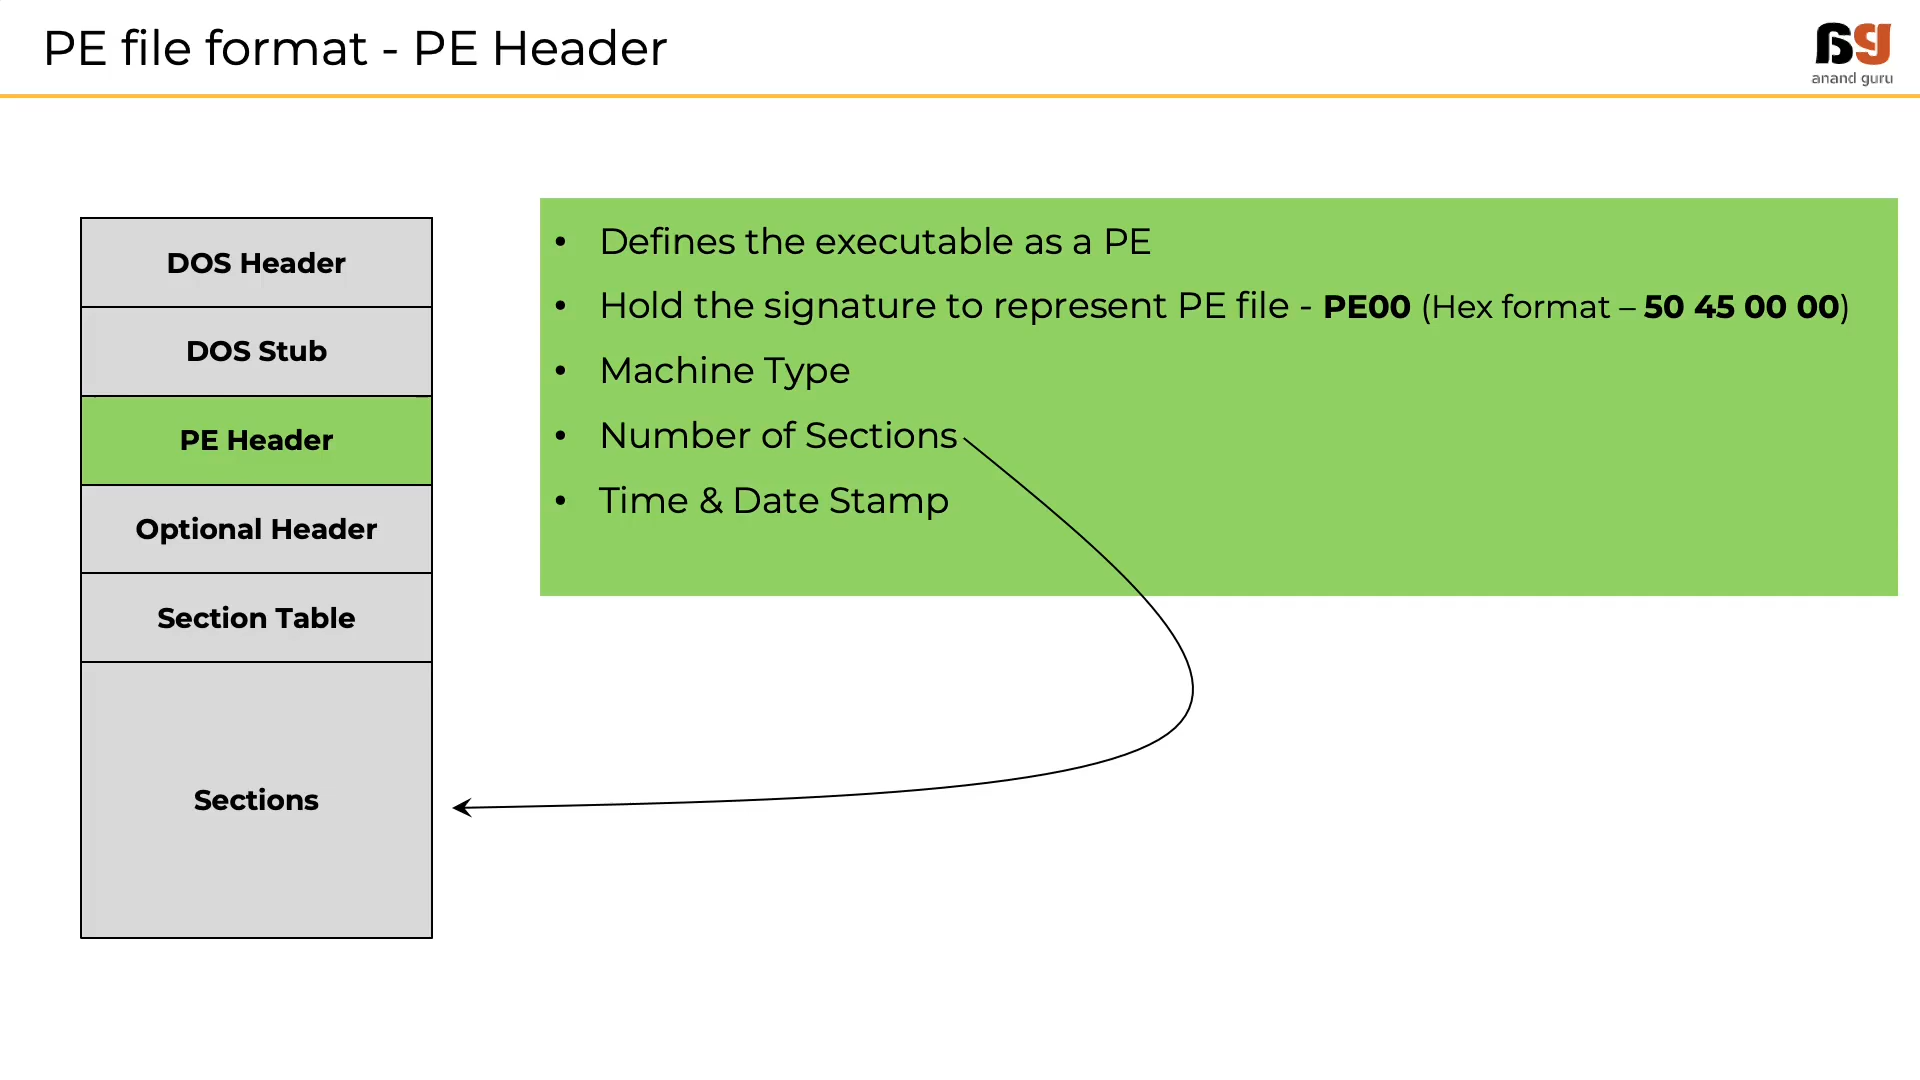 PE file format - PE Header
anand guru
DOS Header
DOS Stub
PE Header
Optional Header
Section Table
Sections
• Defines the executable as a PE
• Hold the signature to represent PE file - PE00 (Hex format – 50 45 00 00)
• Machine Type
• Number of Sections
• Time & Date Stamp